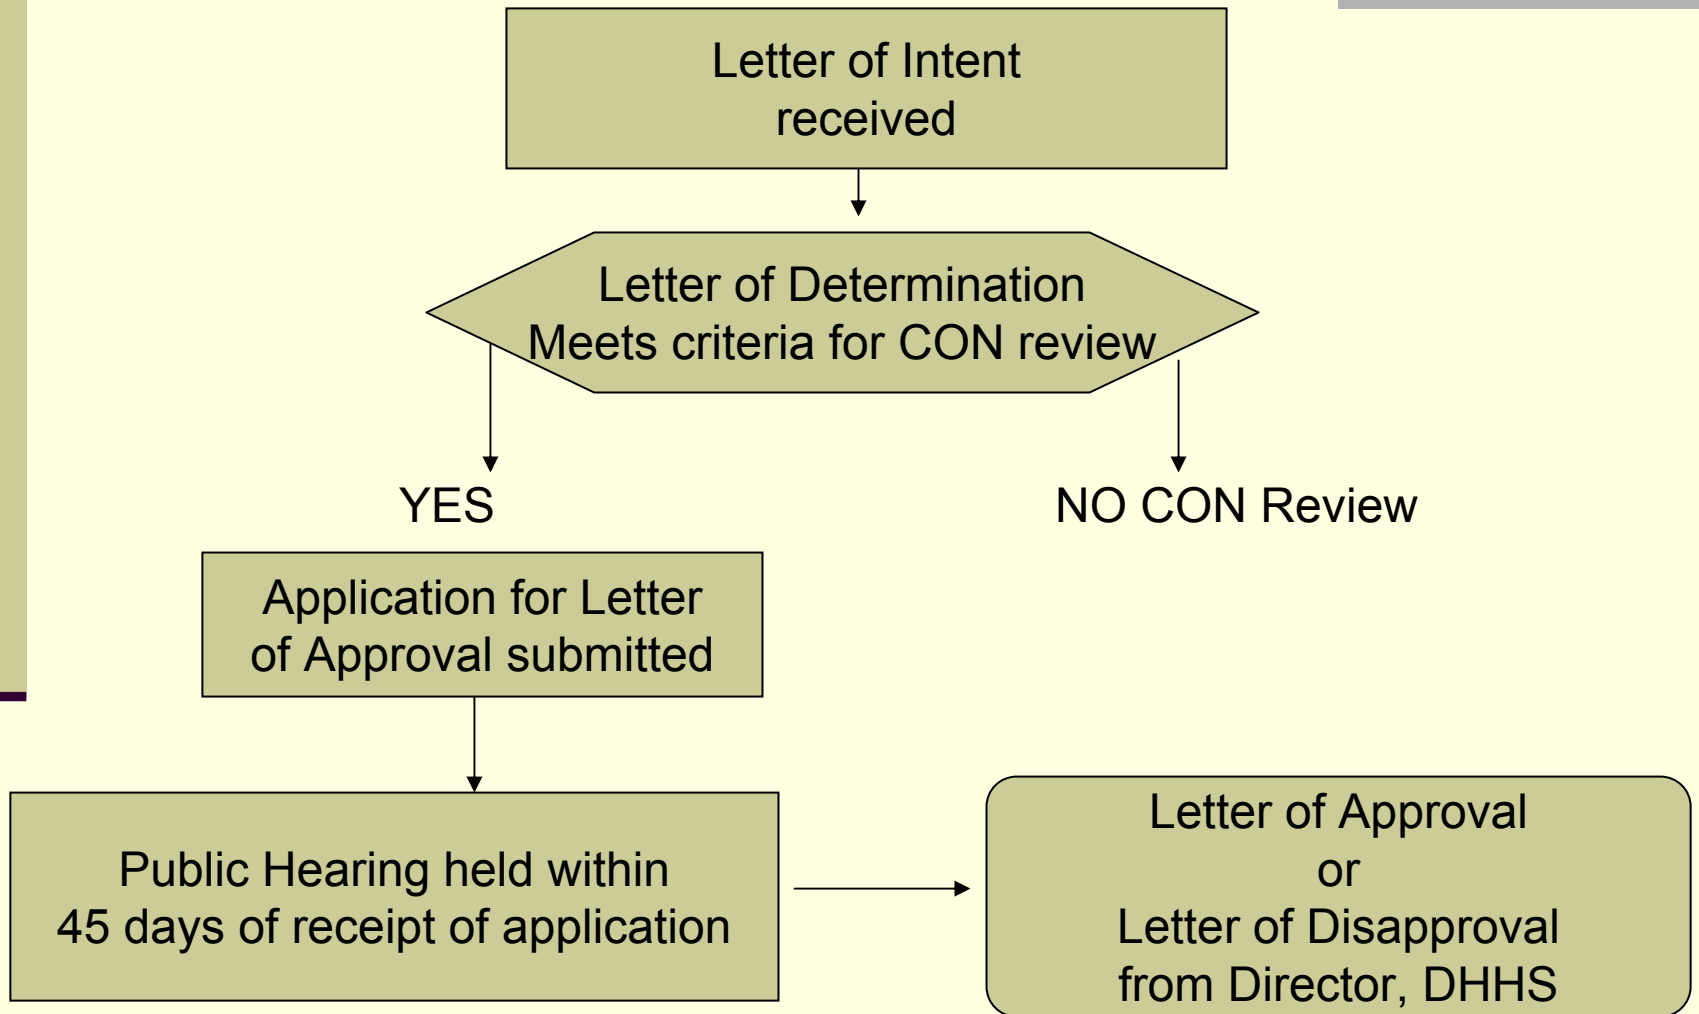 Letter of Intent
received
Letter of Determination
Meets criteria for CON review
YES
NO CON Review
Application for Letter
of Approval submitted
Public Hearing held within
45 days of receipt of application
Letter of Approval
or
Letter of Disapproval
from Director, DHHS